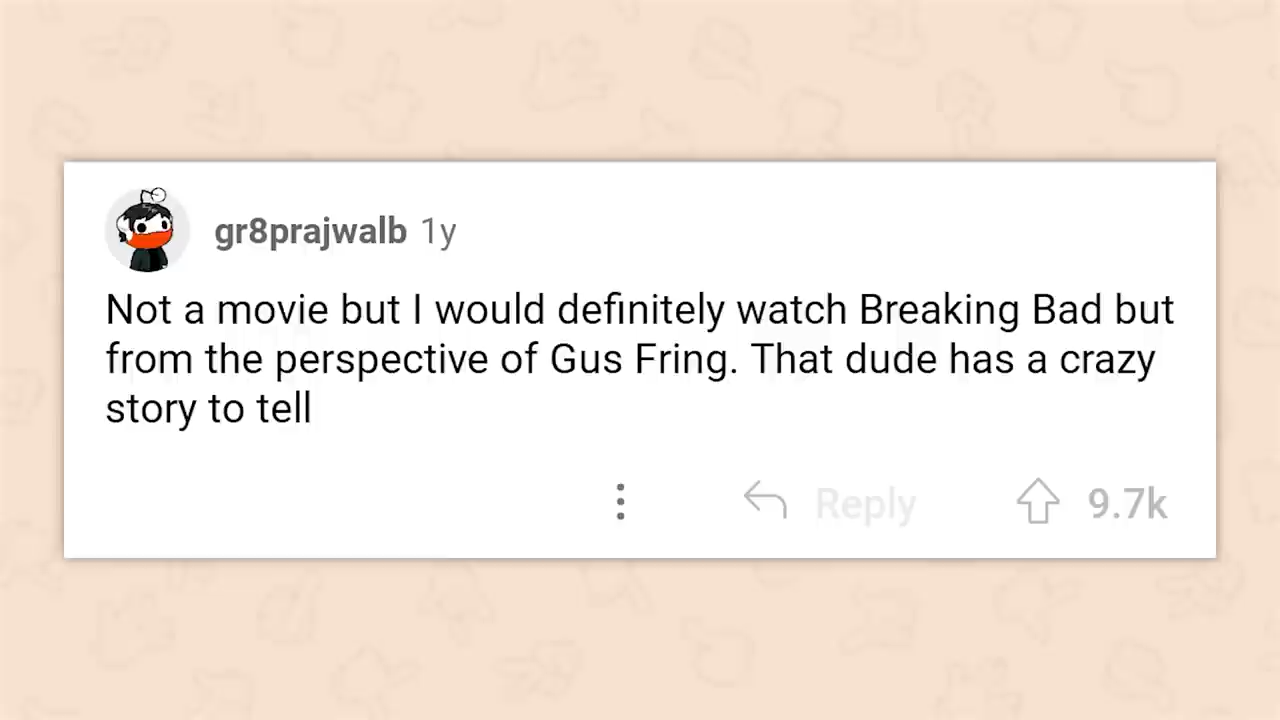 gr8prajwalb 1y
Not a movie but I would definitely watch Breaking Bad but
from the perspective of Gus Fring. That dude has a crazy
story to tell
Reply 9.7k